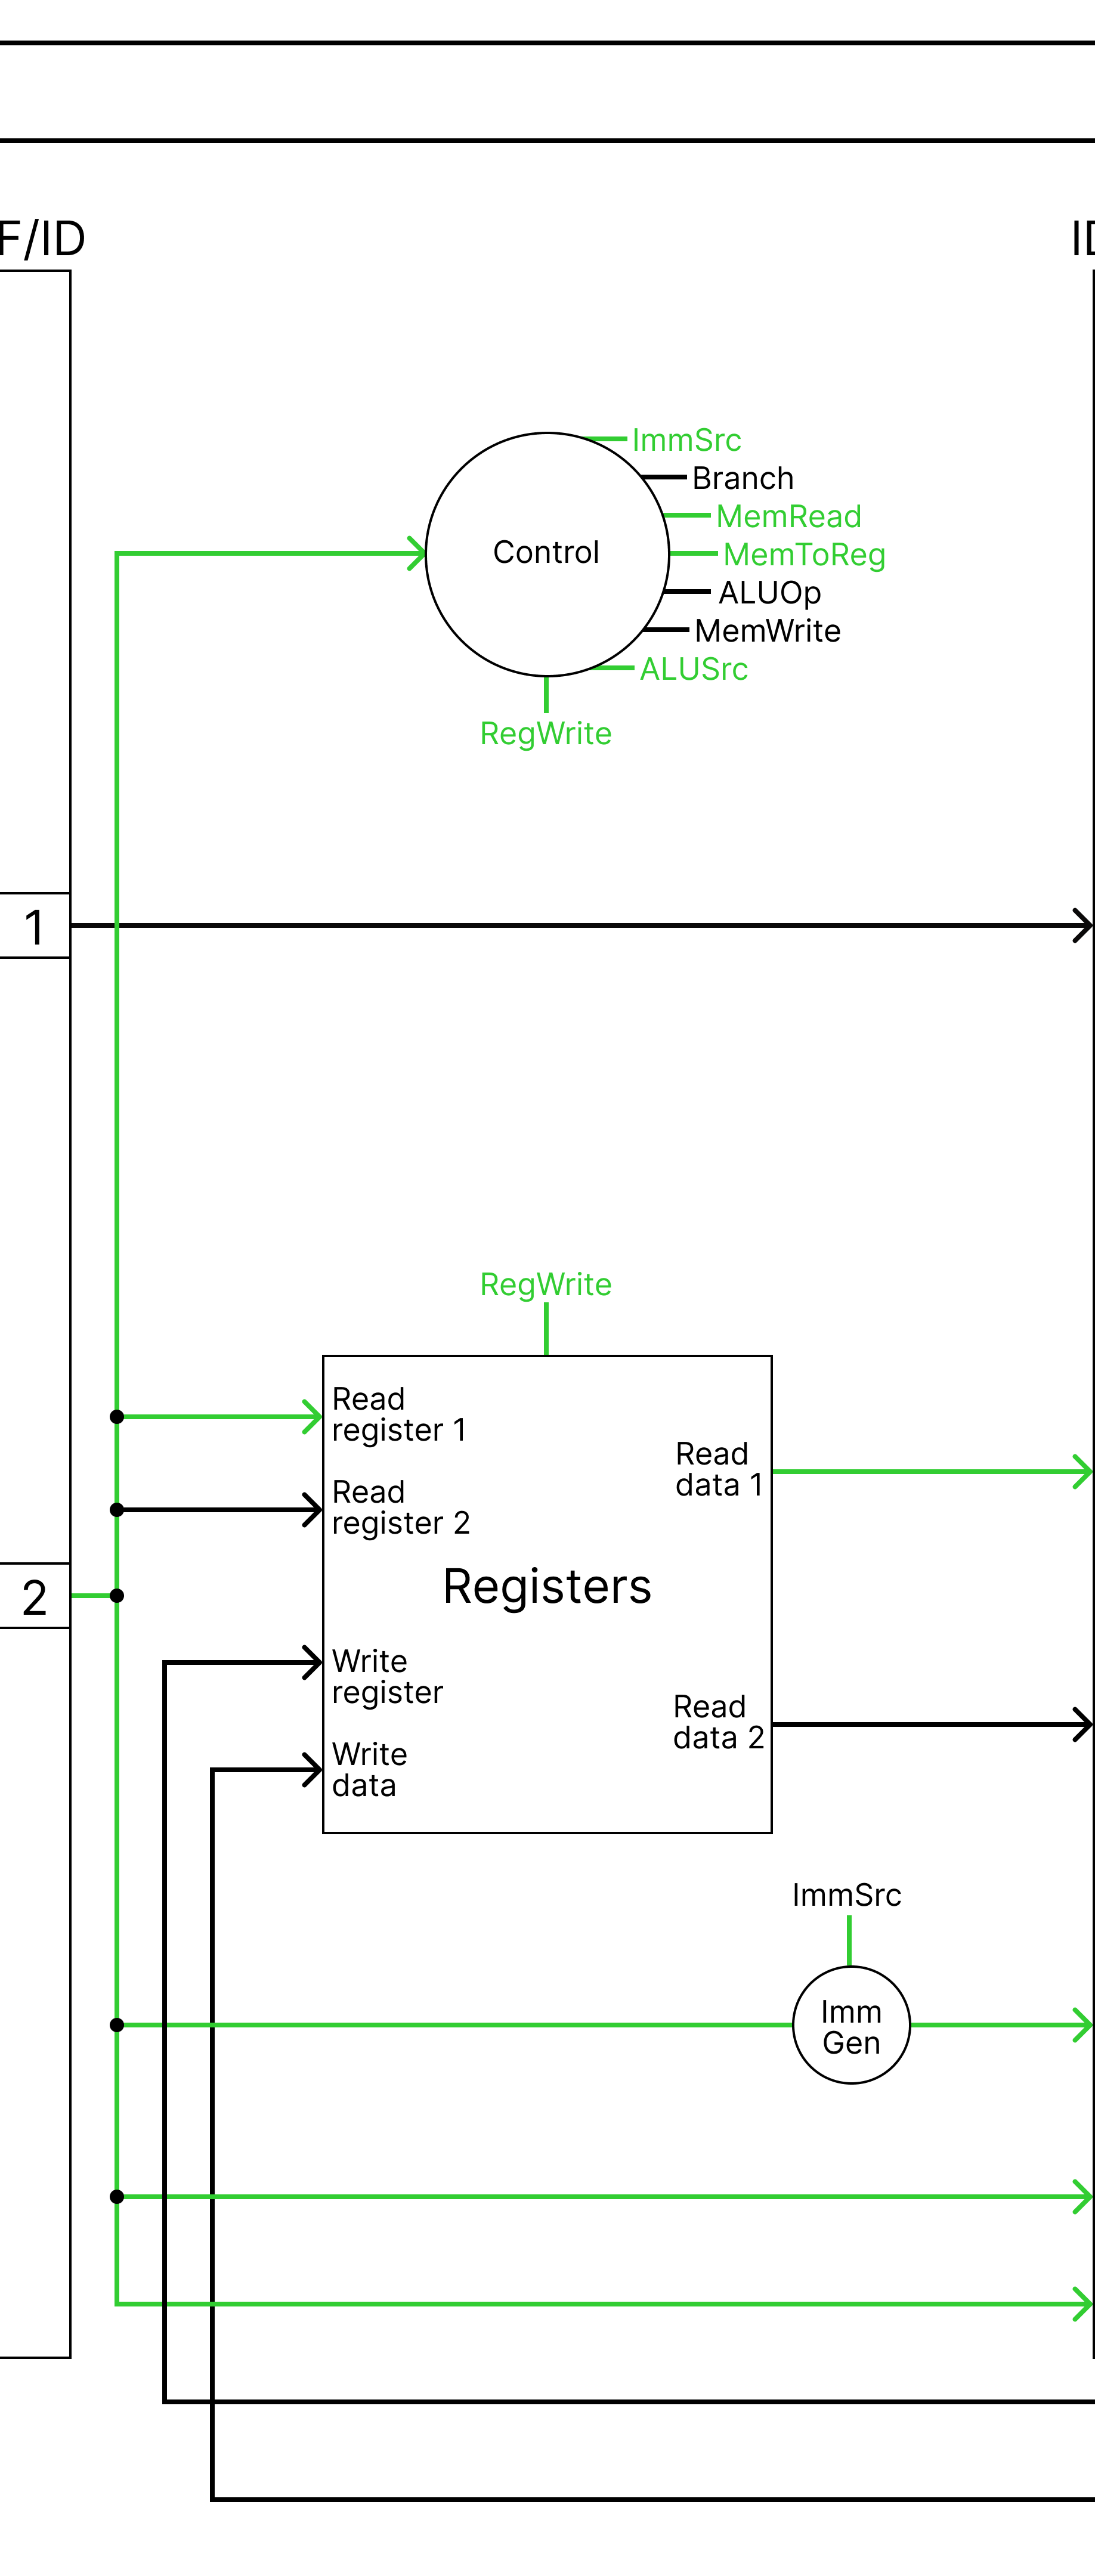 F/ID
ID
ImmSrc
Branch
MemRead
MemToReg
Control
ALUOp
MemWrite
ALUSrc
RegWrite
1
RegWrite
Read
register 1
Read
data 1
Read
register 2
Registers
2
Write
register
Read
data 2
Write
data
ImmSrc
Imm
Gen